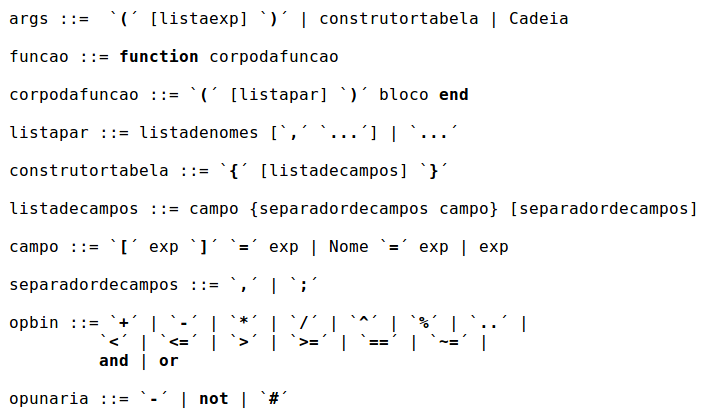 args ::=  `(´ [listaexp] `)´ | construtortabela | Cadeia
funcao ::= function corpodafuncao
corpodafuncao ::= `(´ [listapar] `)´ bloco end
listapar ::= listadenomes [`,´ `...´] | `...´
construtortabela ::= `{´ [listadecampos] `}´
listadecampos ::= campo {separadordecampos campo} [separadordecampos]
campo ::= `[´ exp `]´ `=´ exp | Nome `=´ exp | exp
separadordecampos ::= `,´ | `;´
opbin ::= `+´ | `-´ | `*´ | `/´ | `^´ | `%´ | `..´ |
`<´ | `<=´ | `>´ | `>=´ | `==´ | `~=´ |
and | or
opunaria ::= `-´ | not | `#´